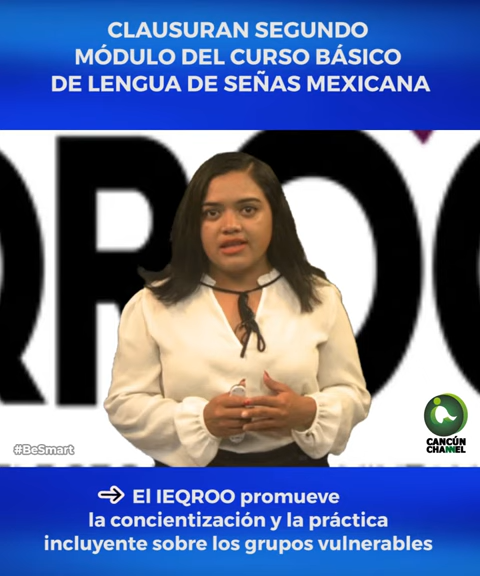 CLAUSURAN SEGUNDO
MÓDULO DEL CURSO BÁSICO
DE LENGUA DE SEÑAS MEXICANA
QROO
#BeSmart
CANCÚN
CHANNEL
El IEQROO promueve
la concientización y la práctica
incluyente sobre los grupos vulnerables